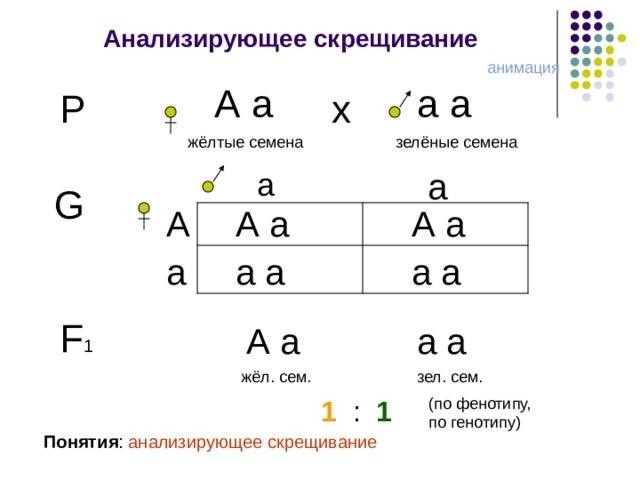 Анализирующее скрещивание
анимация
P А а х а а
жёлтые семена зелёные семена
G а а
А А а А а
а а а а а
F1 А а а а
жёл. сем. зел. сем.
1 : 1 (по фенотипу,
по генотипу)
Понятия: анализирующее скрещивание